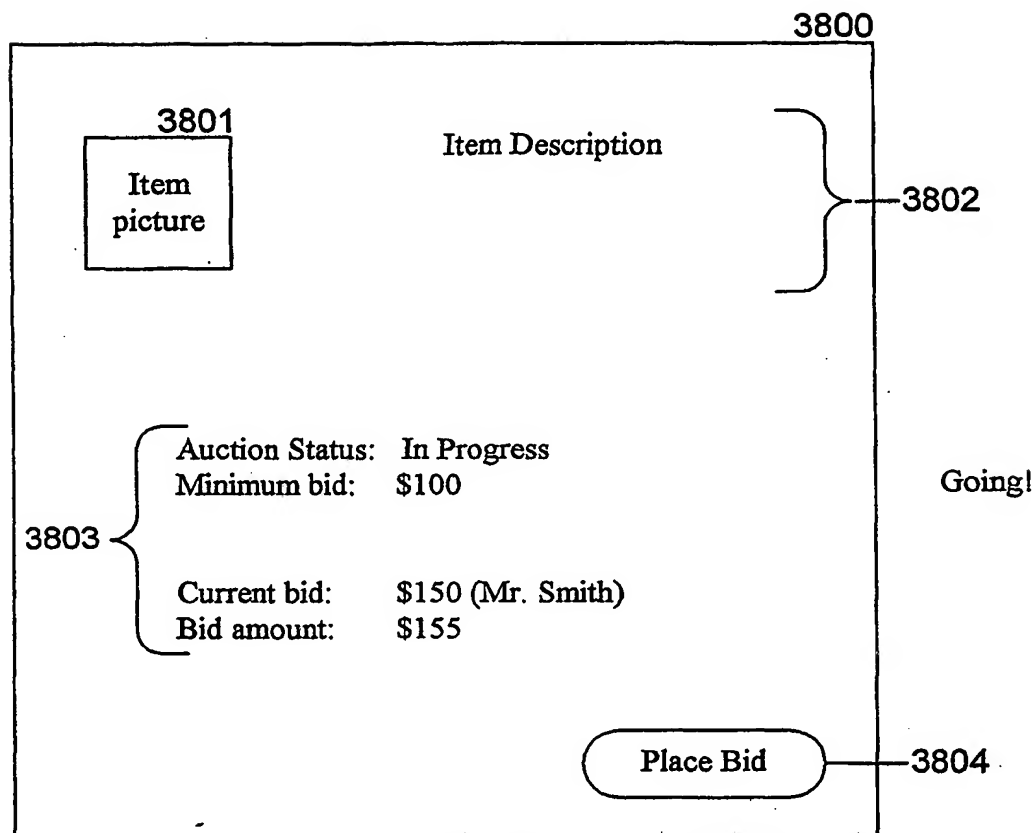 3800
3801
Item Description
Item
picture
3802
Auction Status: In Progress
Minimum bid: $100
Going!
3803
Current bid: $150 (Mr. Smith)
Bid amount: $155
Place Bid
3804